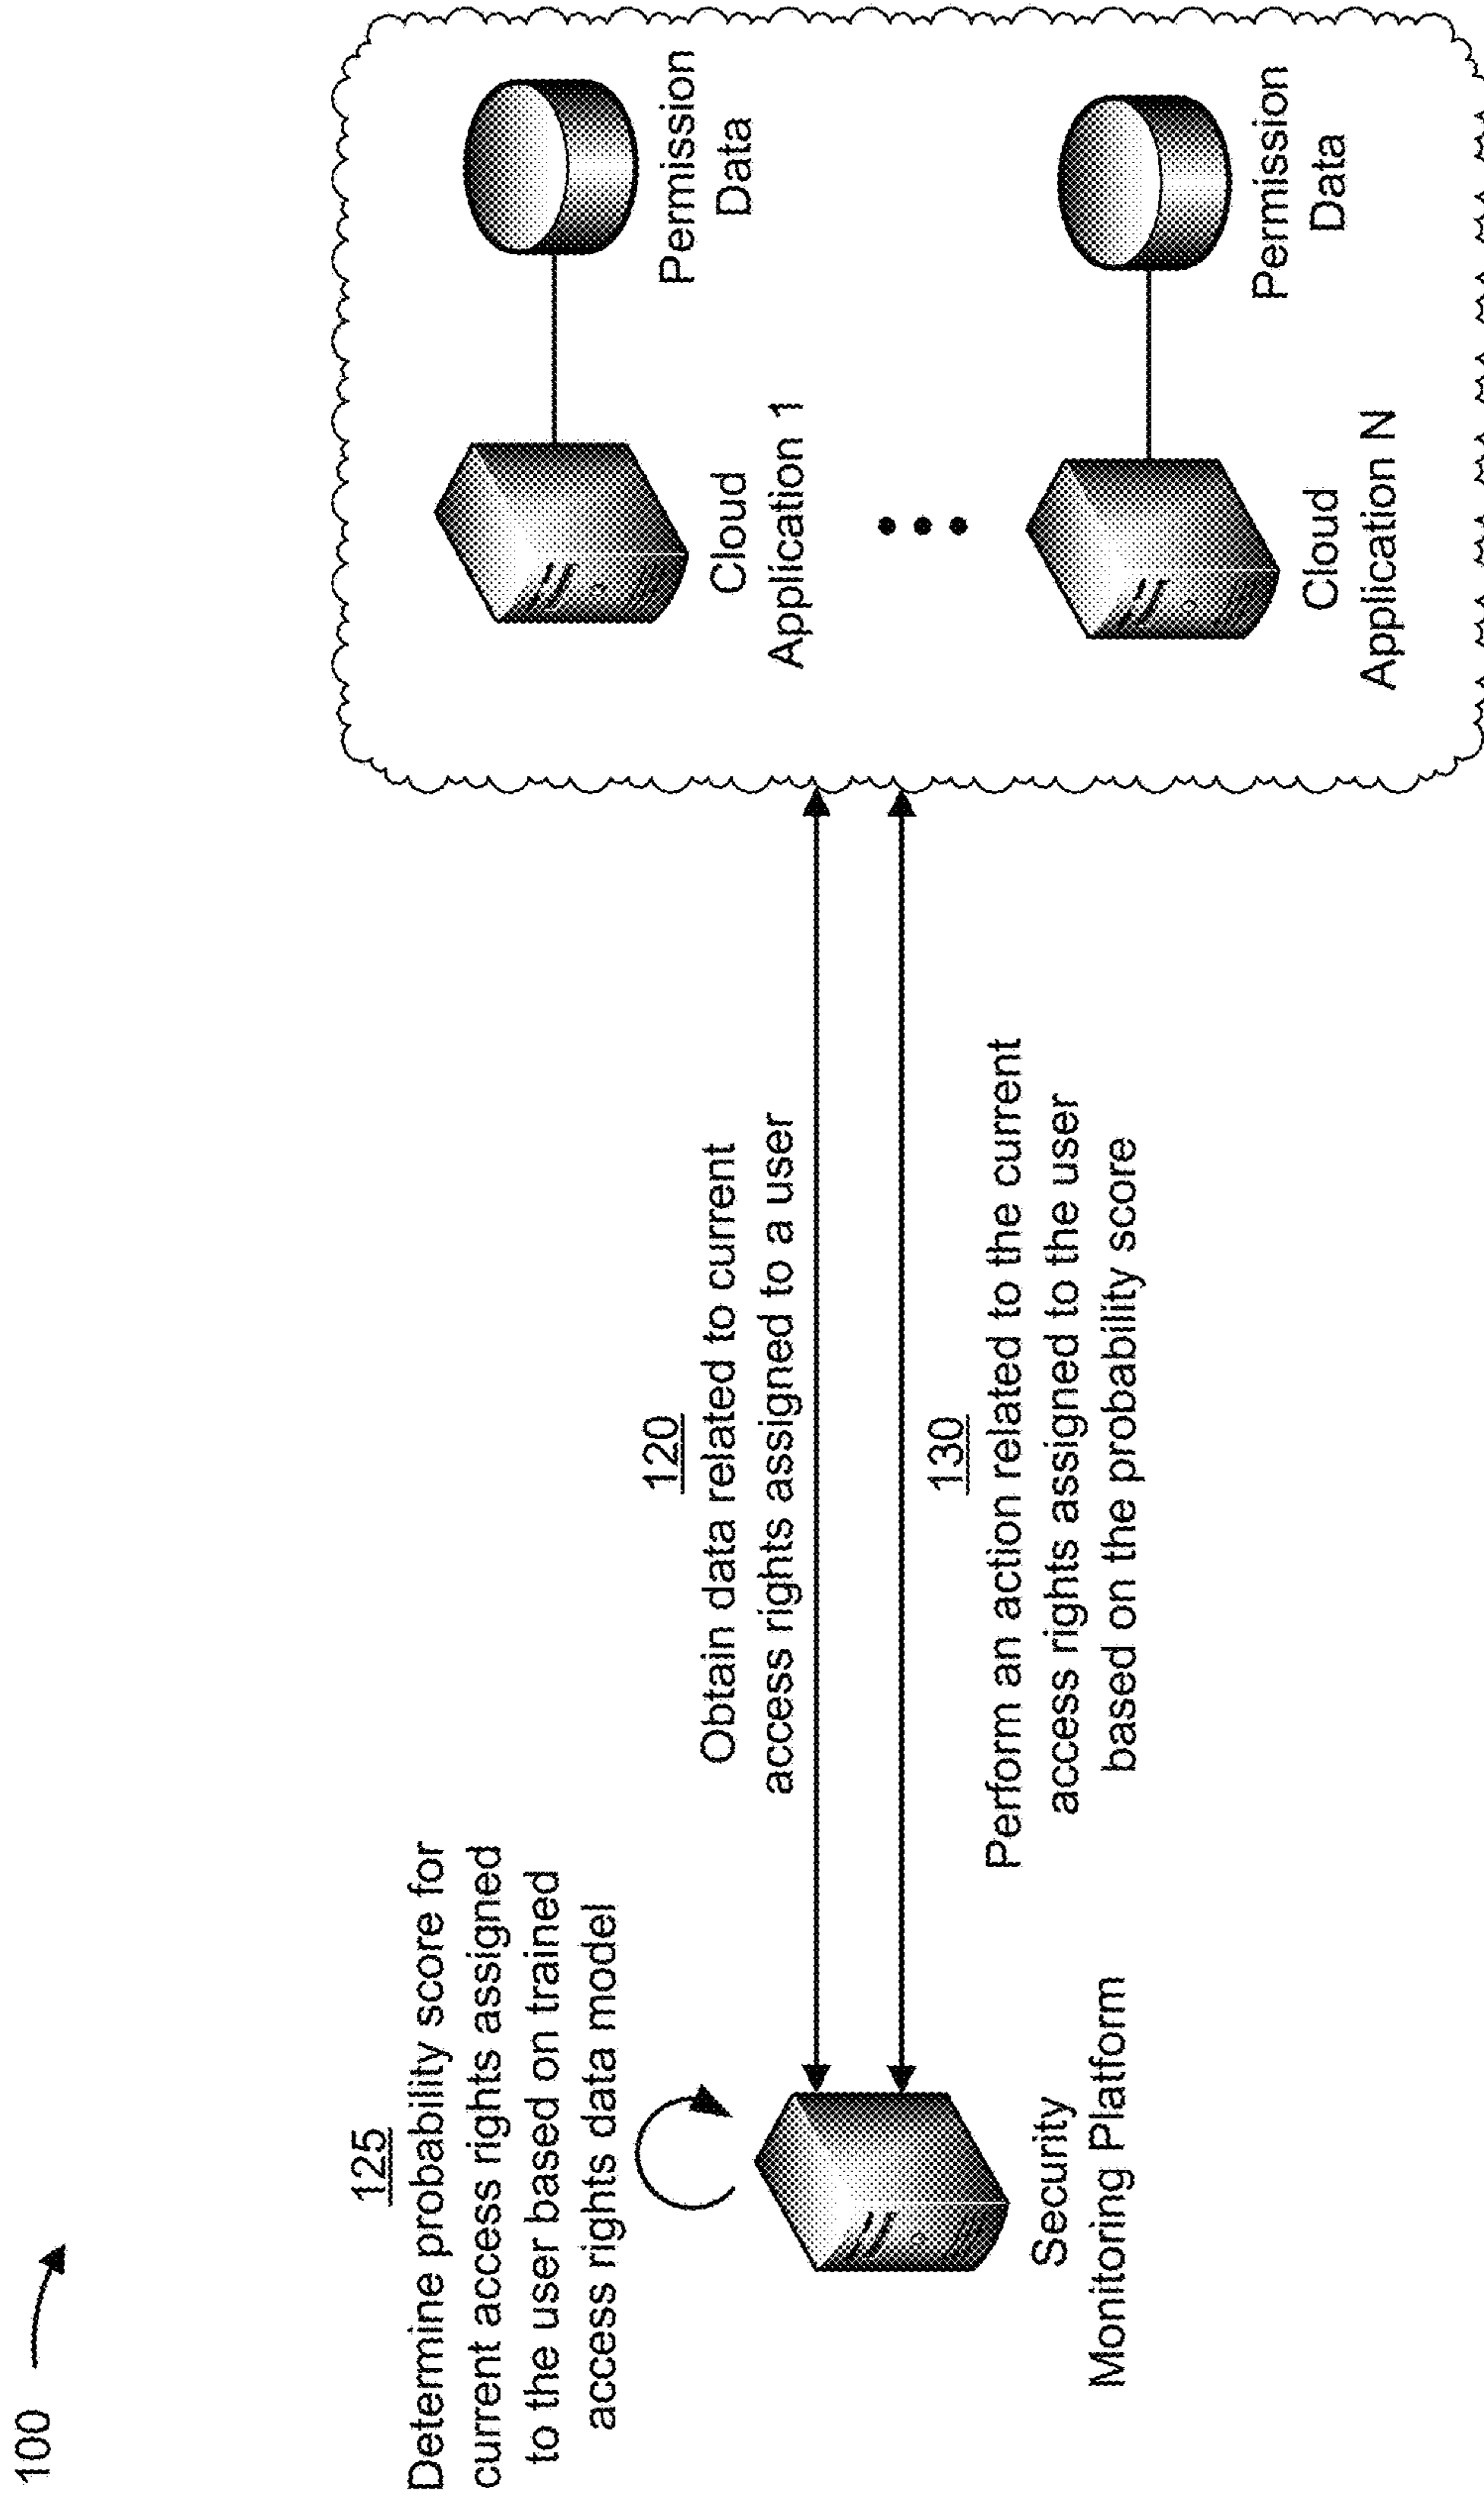 100
125
Determine probability score for
current access rights assigned
to the user based on trained
access rights data model
Security
Monitoring Platform
120
Obtain data related to current
access rights assigned to a user
130
Perform an action related to the current
access rights assigned to the user
based on the probability score
Cloud
Application 1
Permission
Data
Cloud
Application N
Permission
Data